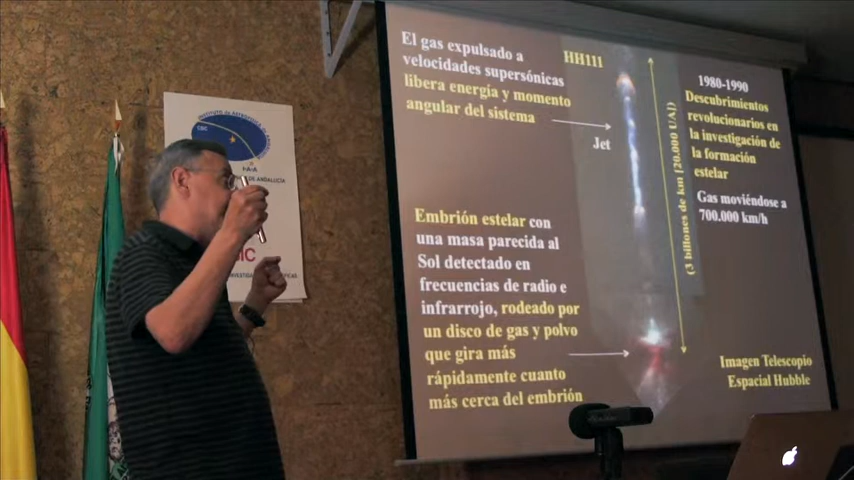 El gas expulsado a
velocidades supersónicas
libera energía y momento
angular del sistema
HH111
Jet
(3 billones de km [20.000 UA])
1980-1990
Descubrimientos
revolucionarios en
la investigación de
la formación
estelar
Gas moviéndose a
700.000 km/h
Embrión estelar con
una masa parecida al
Sol detectado en
frecuencias de radio e
infrarrojo, rodeado por
un disco de gas y polvo
que gira más
rápidamente cuanto
más cerca del embrión
Imagen Telescopio
Espacial Hubble
CSIC
DE ANDALUCIA